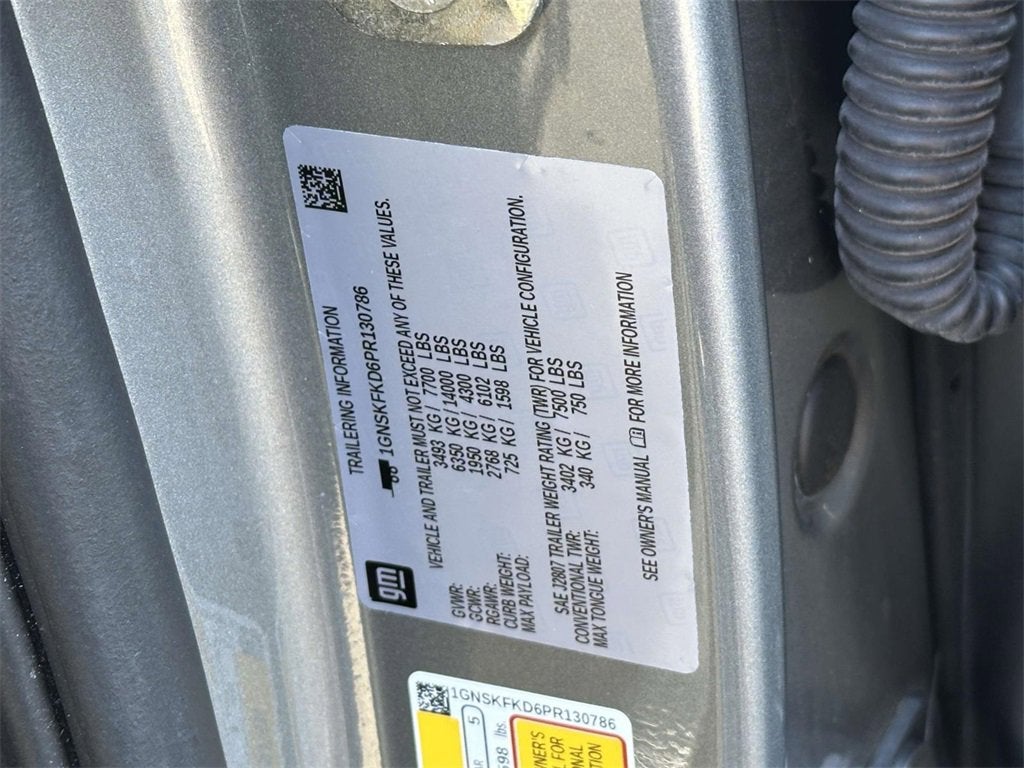 TRAILERING INFORMATION
1GNSKFKD6PR130786
gm
VEHICLE AND TRAILER MUST NOT EXCEED ANY OF THESE VALUES.
GVWR: 3493 KG / 7700 LBS
GCWR: 6350 KG / 14000 LBS
RGAWR: 1950 KG / 4300 LBS
CURB WEIGHT: 2768 KG / 6102 LBS
MAX PAYLOAD: 725 KG / 1598 LBS
SAE J2807 TRAILER WEIGHT RATING (TWR) FOR VEHICLE CONFIGURATION.
CONVENTIONAL TWR: 3402 KG / 7500 LBS
MAX TONGUE WEIGHT: 340 KG / 750 LBS
SEE OWNER'S MANUAL FOR MORE INFORMATION
1GNSKFKD6PR130786
5
lbs.
FOR